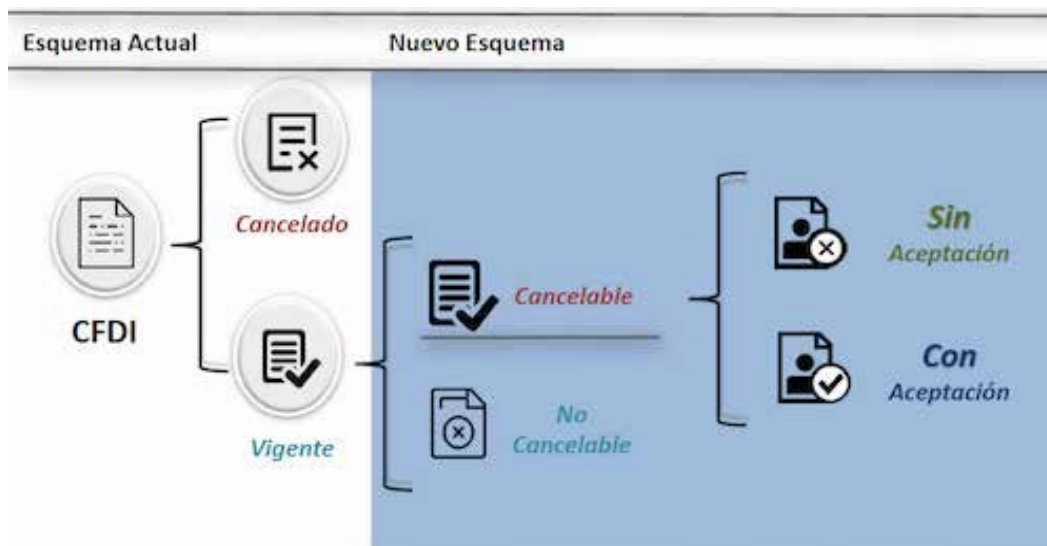 Esquema Actual
Nuevo Esquema
CFDI
Cancelado
Vigente
Cancelable
No
Cancelable
Sin
Aceptación
Con
Aceptación